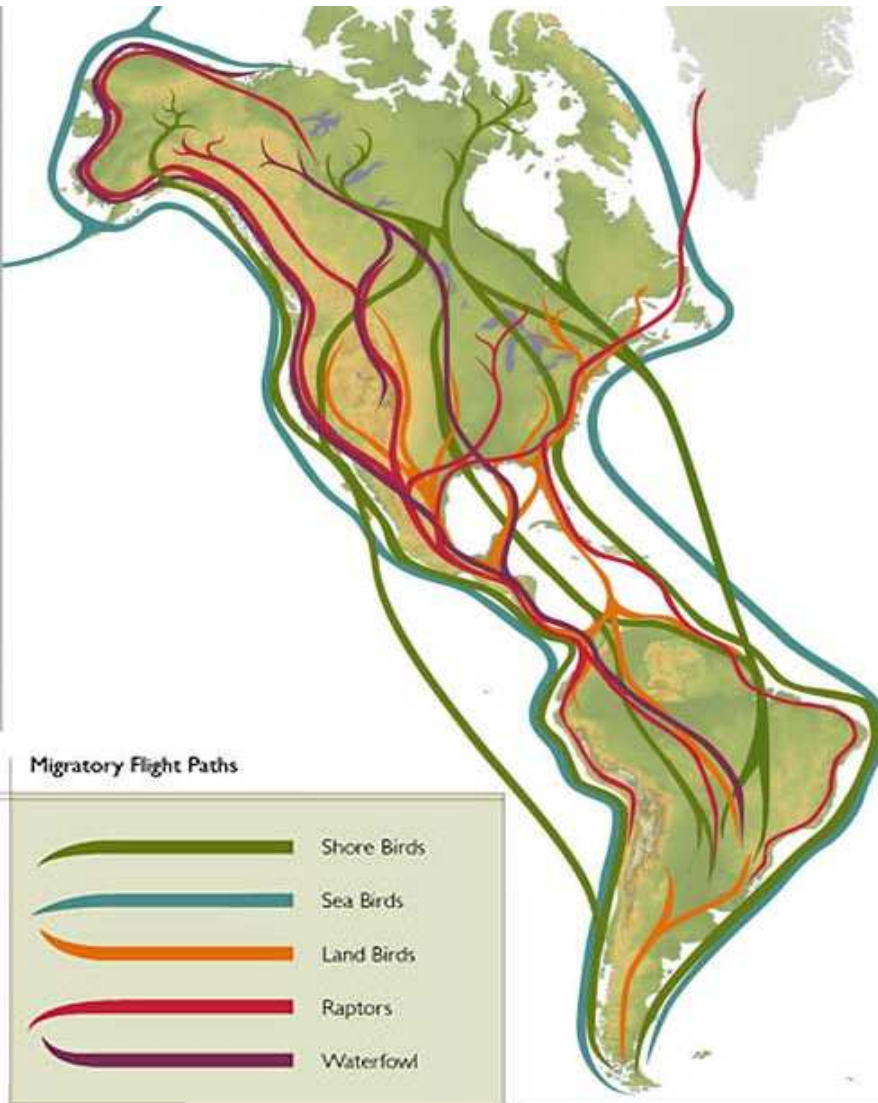 Migratory Flight Paths
Shore Birds
Sea Birds
Land Birds
Raptors
Waterfowl